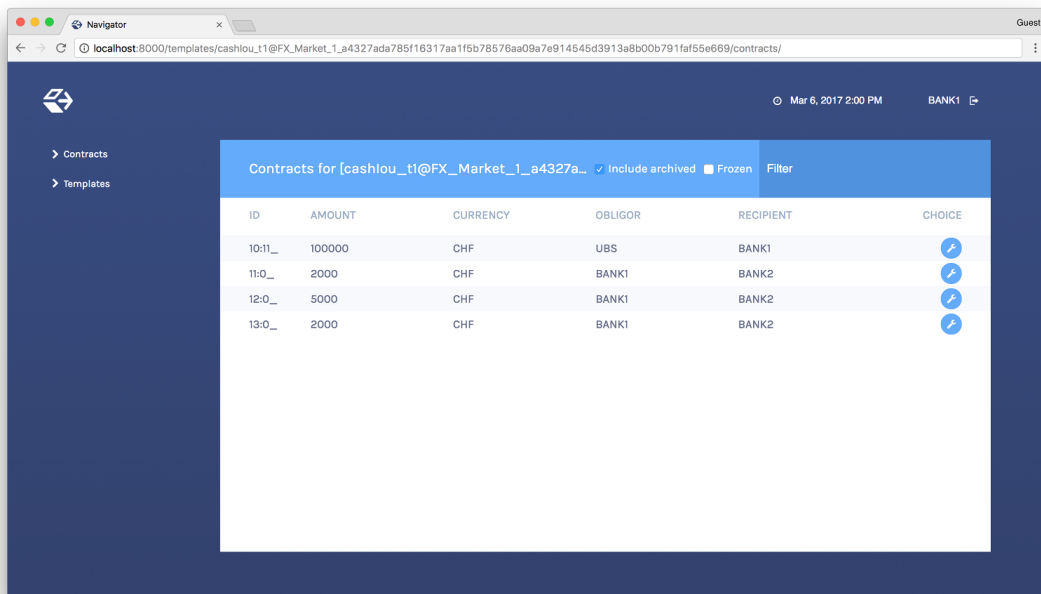 Navigator
Guest
localhost:8000/templates/cashlou_t1@FX_Market_1_a4327ada785f16317aa1f5b78576aa09a7e914545d3913a8b00b791faf55e669/contracts/
Mar 6, 2017 2:00 PM BANK1
Contracts
Templates
Contracts for [cashlou_t1@FX_Market_1_a4327a... Include archived Frozen Filter
ID AMOUNT CURRENCY OBLIGOR RECIPIENT CHOICE
10:11_ 100000 CHF UBS BANK1
11:0_ 2000 CHF BANK1 BANK2
12:0_ 5000 CHF BANK1 BANK2
13:0_ 2000 CHF BANK1 BANK2